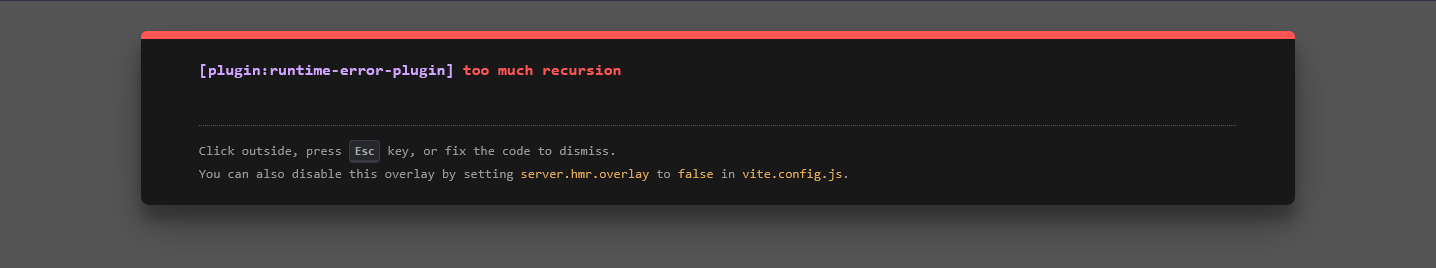 [plugin:runtime-error-plugin] too much recursion
Click outside, press Esc key, or fix the code to dismiss.
You can also disable this overlay by setting server.hmr.overlay to false in vite.config.js.